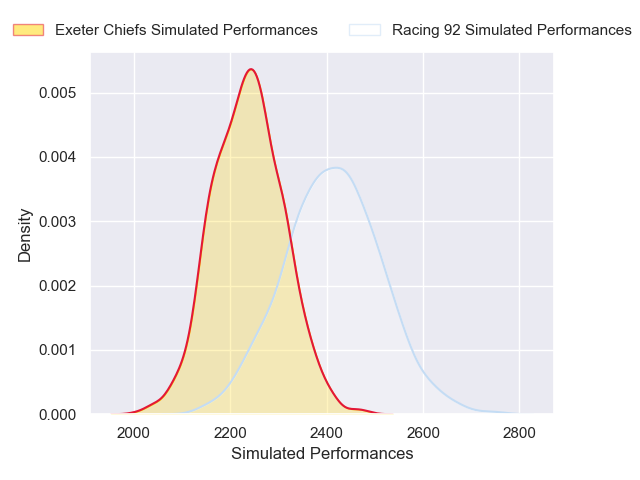 Exeter Chiefs Simulated Performances Racing 92 Simulated Performances
0.005
0.004
0.003
0.002
0.001
0.000
Density
2000 2200 2400 2600 2800
Simulated Performances